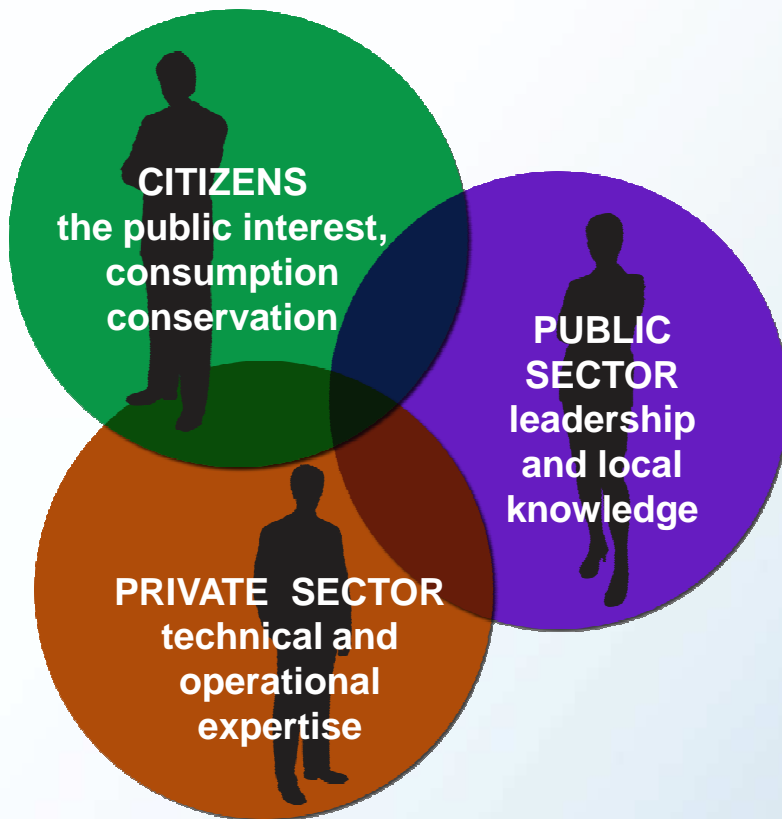 CITIZENS
the public interest,
consumption
conservation
PUBLIC
SECTOR
leadership
and local
knowledge
PRIVATE  SECTOR
technical and
operational
expertise